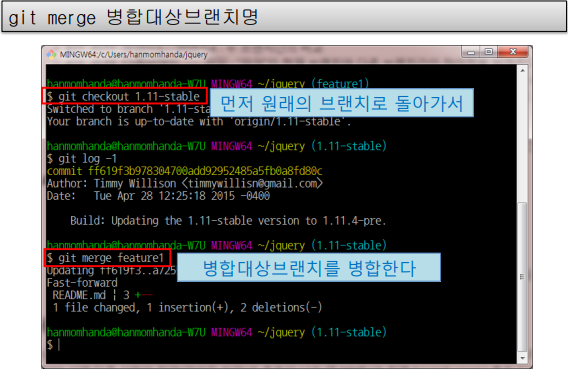 git merge 병합대상브랜치명
MINGW64:/c/Users/hanmomhanda/jquery
hanmomhanda@hanmomhanda-W7U MINGW64 ~/jquery (feature1)
$ git checkout 1.11-stable
먼저 원래의 브랜치로 돌아가서
Switched to branch '1.11-sta
Your branch is up-to-date with 'origin/1.11-stable'.
hanmomhanda@hanmomhanda-W7U MINGW64 ~/jquery (1.11-stable)
$ git log -1
commit ff619f3b978304700add92952485a5fb0a8fd80c
Author: Timmy Willison <timmywillisn@gmail.com>
Date: Tue Apr 28 12:25:18 2015 -0400
Build: Updating the 1.11-stable version to 1.11.4-pre.
hanmomhanda@hanmomhanda-W7U MINGW64 ~/jquery (1.11-stable)
$ git merge feature1
병합대상브랜치를 병합한다
Updating ff619f3..a725
Fast-forward
README.md | 3 +--
1 file changed, 1 insertion(+), 2 deletions(-)
hanmomhanda@hanmomhanda-W7U MINGW64 ~/jquery (1.11-stable)
$